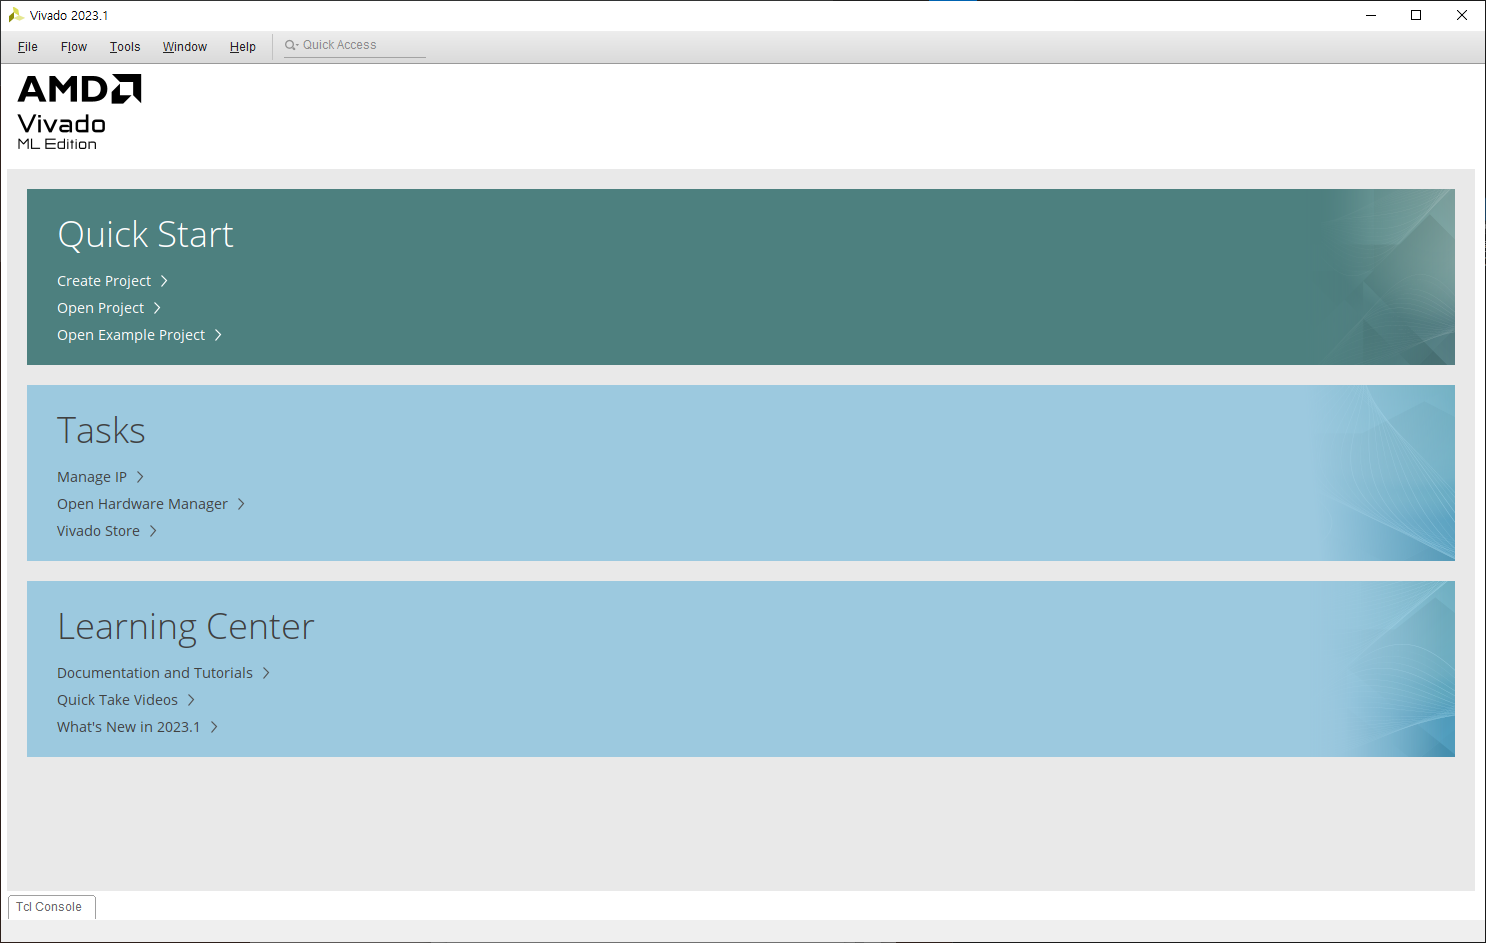 Vivado 2023.1
File Flow Tools Window Help Quick Access
AMD
Vivado
ML Edition
Quick Start
Create Project
Open Project
Open Example Project
Tasks
Manage IP
Open Hardware Manager
Vivado Store
Learning Center
Documentation and Tutorials
Quick Take Videos
What's New in 2023.1
Tcl Console